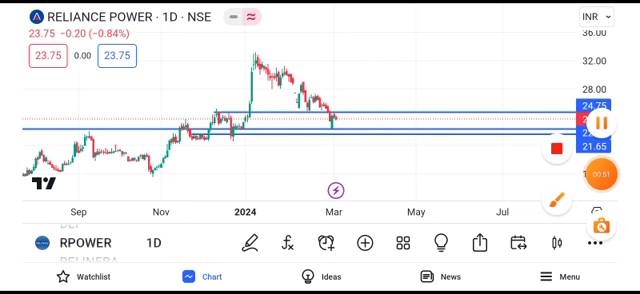 RELIANCE POWER · 1D · NSE
INR
23.75 −0.20 (−0.84%)
23.75 0.00 23.75
36.00
32.00
28.00
24.75
21.65
00:51
Sep Nov 2024 Mar May Jul
RPOWER 1D
Watchlist Chart Ideas News Menu